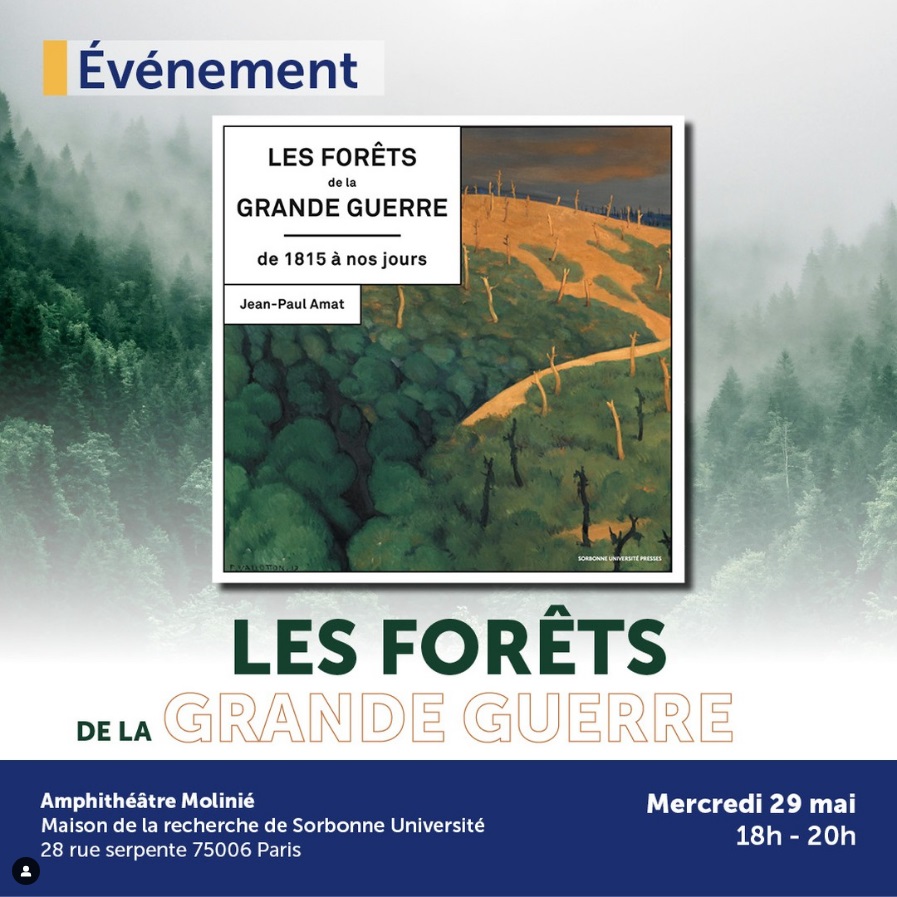 Événement
LES FORÊTS
de la
GRANDE GUERRE
de 1815 à nos jours
Jean-Paul Amat
SORBONNE UNIVERSITÉ PRESSES
LES FORÊTS
DE LA GRANDE GUERRE
Amphithéâtre Molinié
Maison de la recherche de Sorbonne Université
28 rue serpente 75006 Paris
Mercredi 29 mai
18h - 20h